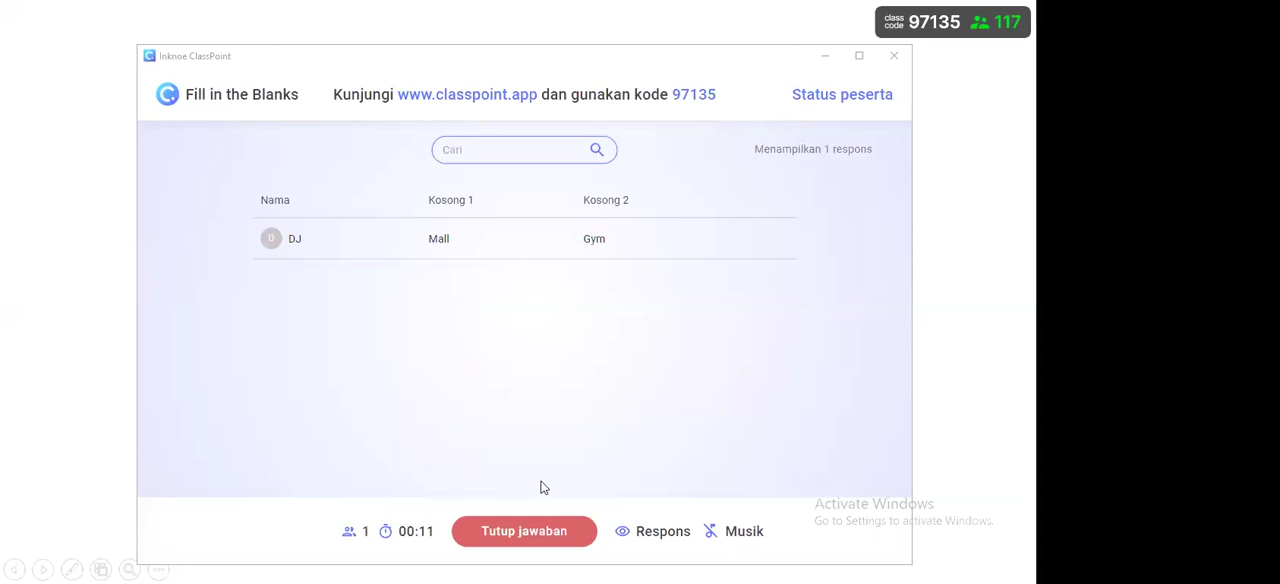 class code 97135 117
Inknoe ClassPoint
Fill in the Blanks Kunjungi www.classpoint.app dan gunakan kode 97135 Status peserta
Cari Menampilkan 1 respons
Nama Kosong 1 Kosong 2
D DJ Mall Gym
1 00:11 Tutup jawaban Respons Musik
Activate Windows
Go to Settings to activate Windows.